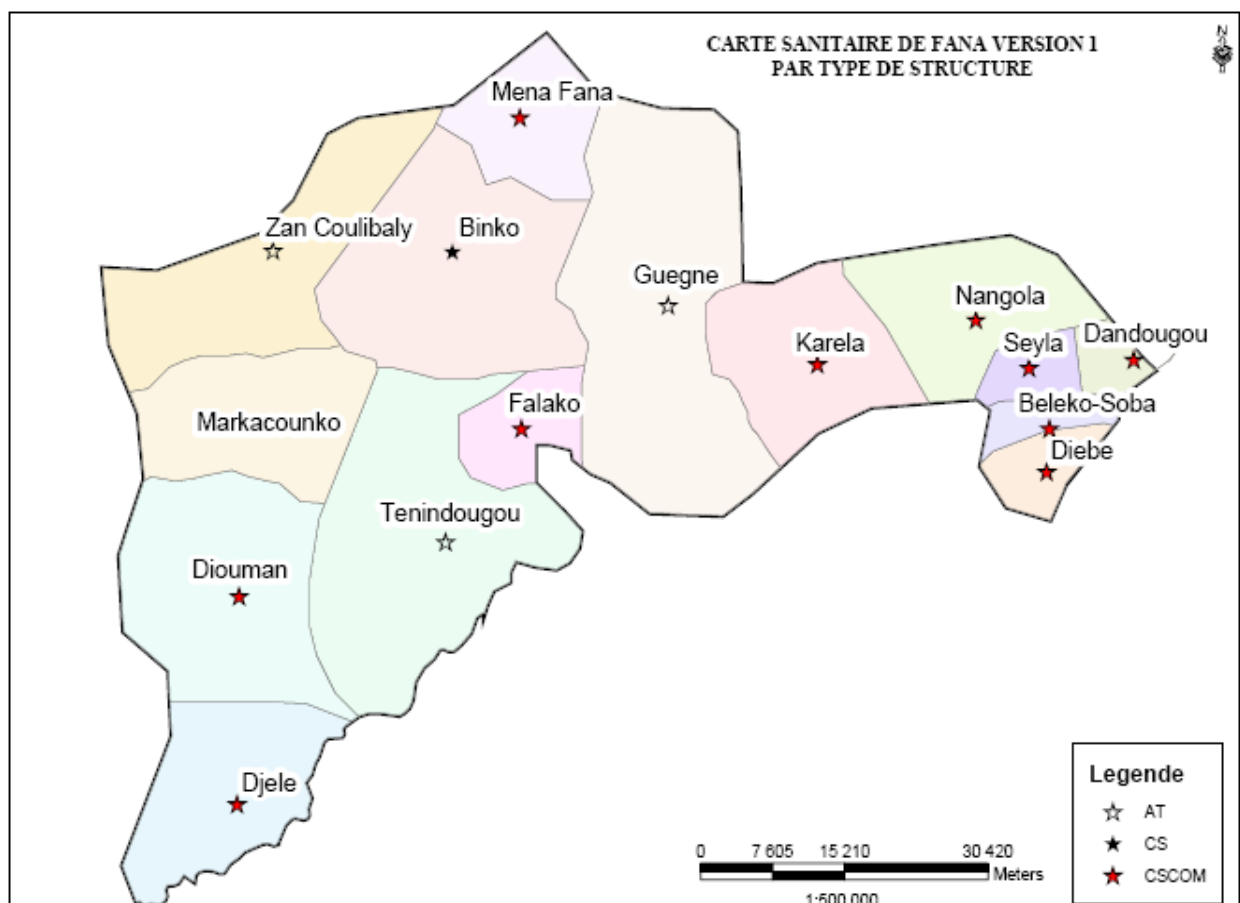 CARTE SANITAIRE DE FANA VERSION 1
PAR TYPE DE STRUCTURE
N
Mena Fana
Zan Coulibaly
Binko
Guegne
Nangola
Dandougou
Seyla
Karela
Beleko-Soba
Falako
Markacounko
Diebe
Tenindougou
Diouman
Djele
Legende
AT
CS
CSCOM
0 7 605 15 210 30 420
Meters
1:500 000